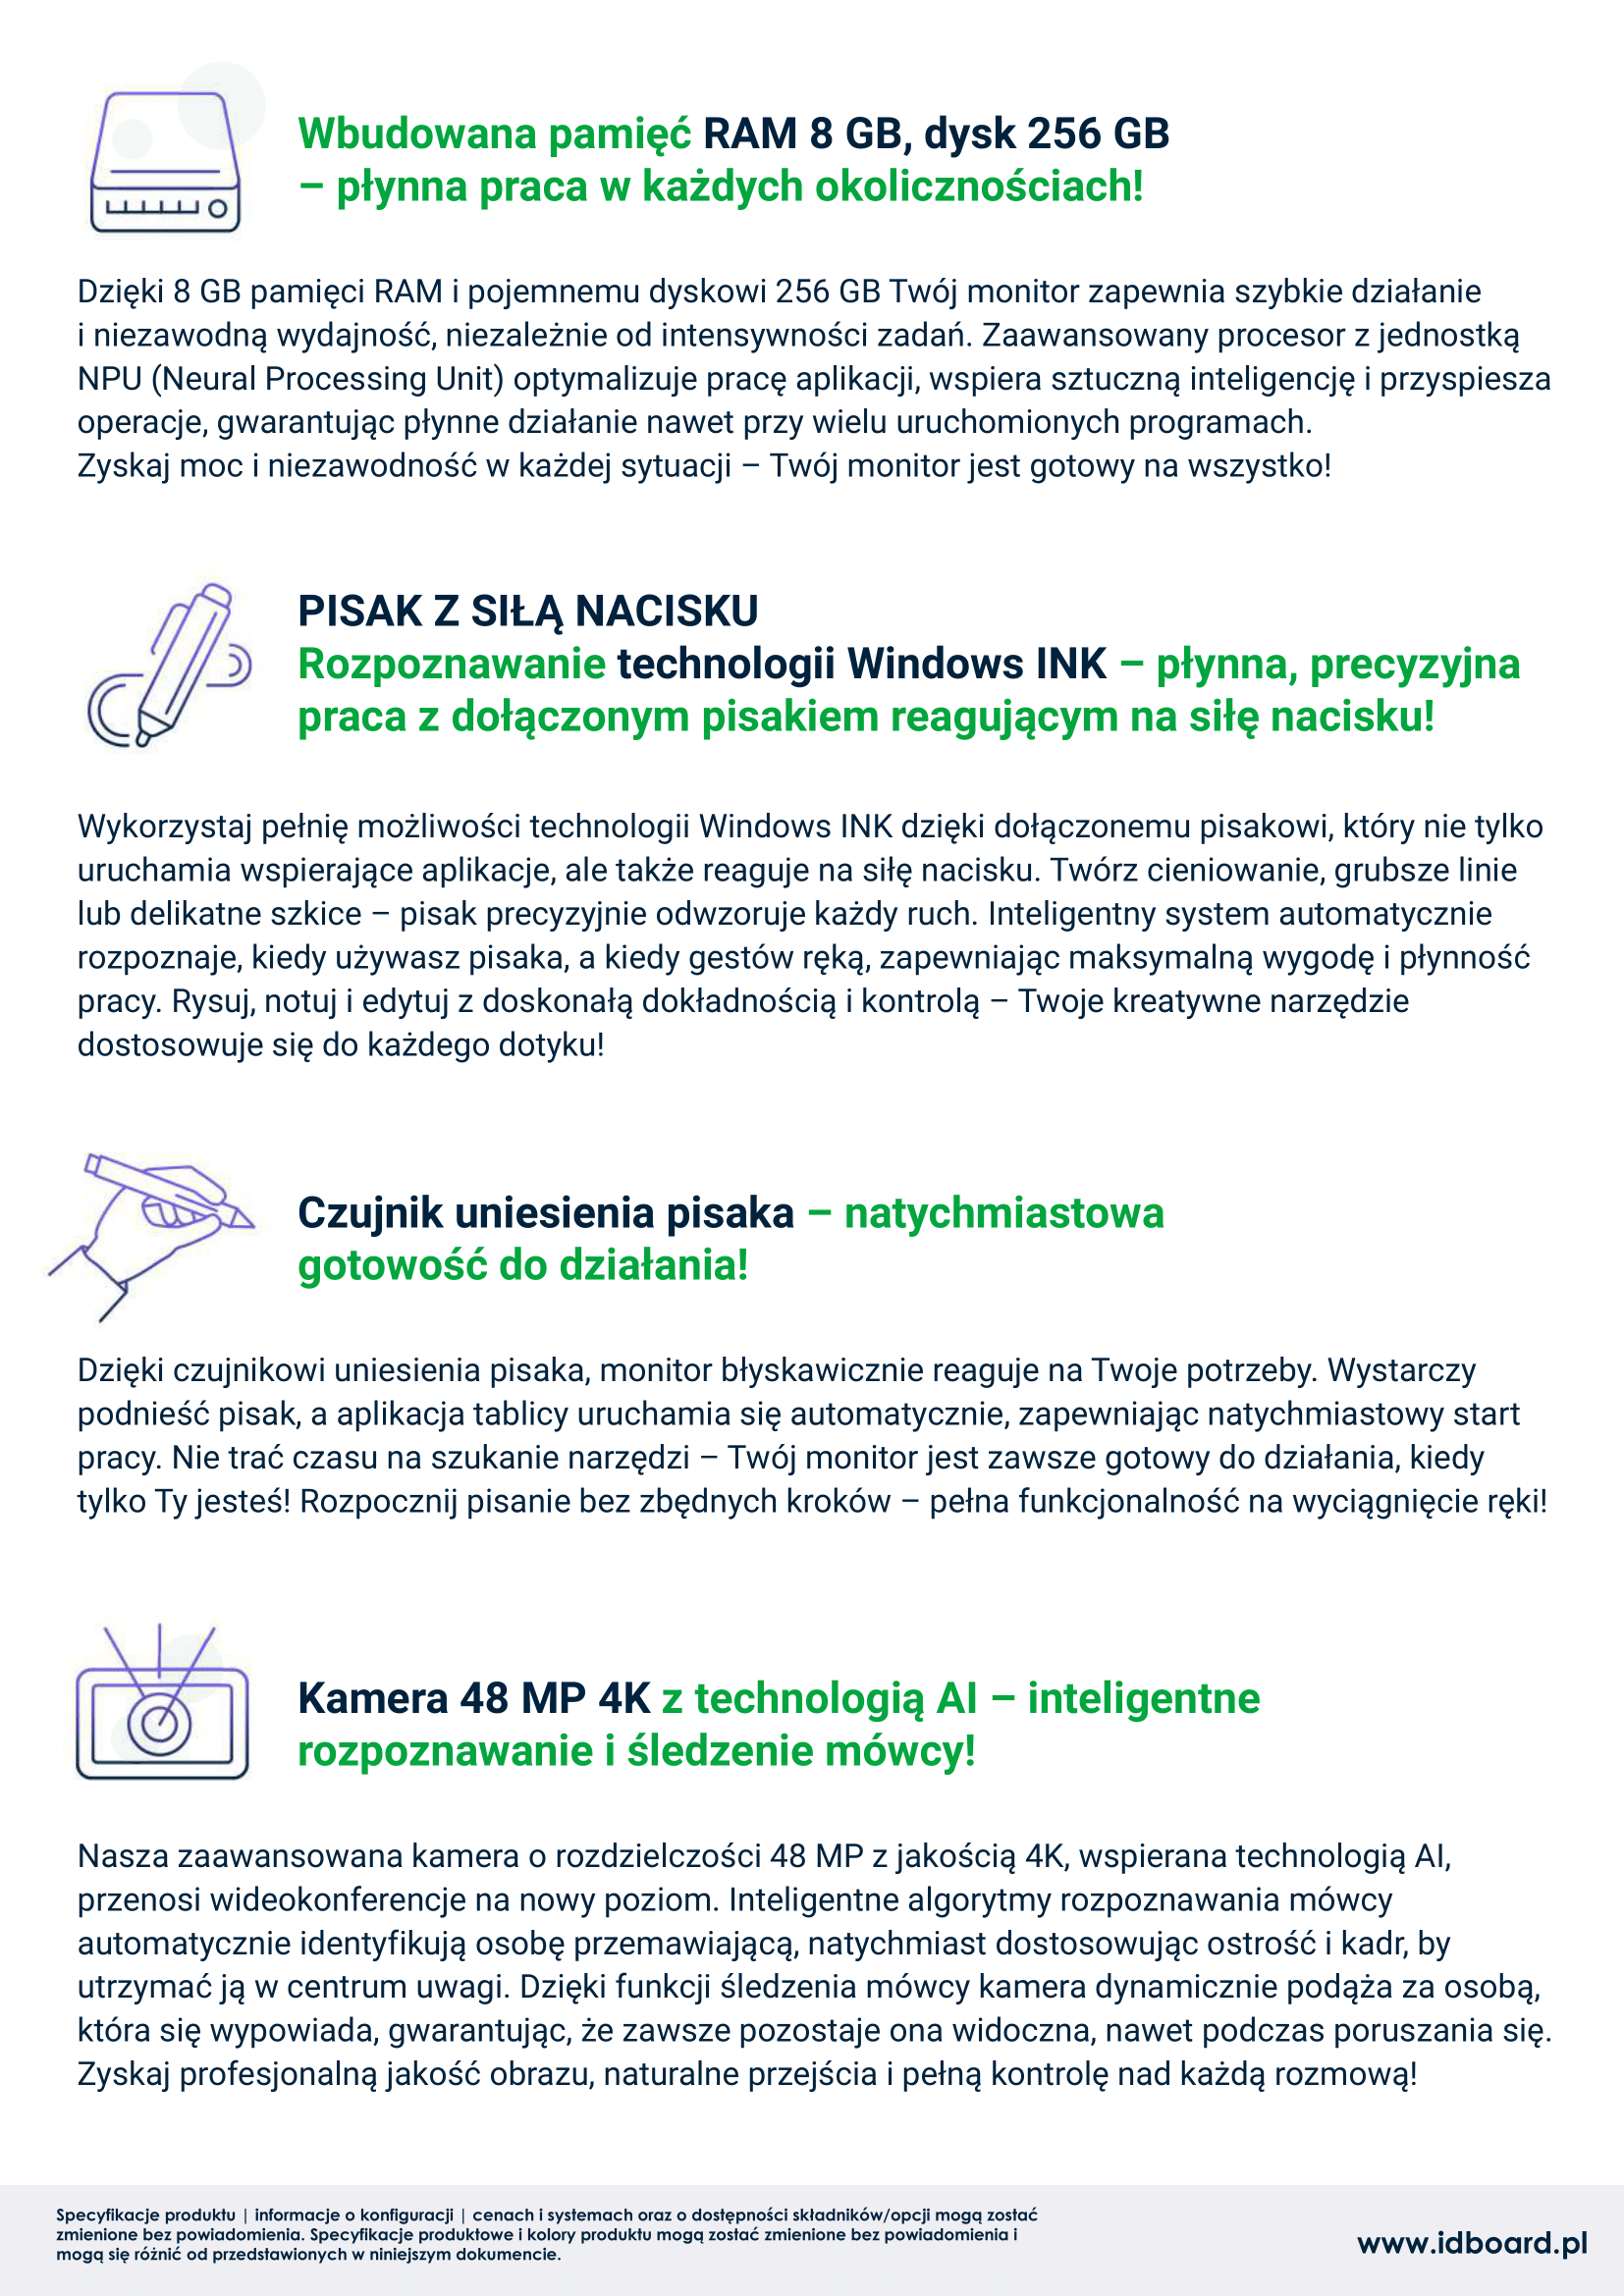 Wbudowana pamięć RAM 8 GB, dysk 256 GB
– płynna praca w każdych okolicznościach!
Dzięki 8 GB pamięci RAM i pojemnemu dyskowi 256 GB Twój monitor zapewnia szybkie działanie
i niezawodną wydajność, niezależnie od intensywności zadań. Zaawansowany procesor z jednostką
NPU (Neural Processing Unit) optymalizuje pracę aplikacji, wspiera sztuczną inteligencję i przyspiesza
operacje, gwarantując płynne działanie nawet przy wielu uruchomionych programach.
Zyskaj moc i niezawodność w każdej sytuacji – Twój monitor jest gotowy na wszystko!
PISAK Z SIŁĄ NACISKU
Rozpoznawanie technologii Windows INK – płynna, precyzyjna
praca z dołączonym pisakiem reagującym na siłę nacisku!
Wykorzystaj pełnię możliwości technologii Windows INK dzięki dołączonemu pisakowi, który nie tylko
uruchamia wspierające aplikacje, ale także reaguje na siłę nacisku. Twórz cieniowanie, grubsze linie
lub delikatne szkice – pisak precyzyjnie odwzoruje każdy ruch. Inteligentny system automatycznie
rozpoznaje, kiedy używasz pisaka, a kiedy gestów ręką, zapewniając maksymalną wygodę i płynność
pracy. Rysuj, notuj i edytuj z doskonałą dokładnością i kontrolą – Twoje kreatywne narzędzie
dostosowuje się do każdego dotyku!
Czujnik uniesienia pisaka – natychmiastowa
gotowość do działania!
Dzięki czujnikowi uniesienia pisaka, monitor błyskawicznie reaguje na Twoje potrzeby. Wystarczy
podnieść pisak, a aplikacja tablicy uruchamia się automatycznie, zapewniając natychmiastowy start
pracy. Nie trać czasu na szukanie narzędzi – Twój monitor jest zawsze gotowy do działania, kiedy
tylko Ty jesteś! Rozpocznij pisanie bez zbędnych kroków – pełna funkcjonalność na wyciągnięcie ręki!
Kamera 48 MP 4K z technologią AI – inteligentne
rozpoznawanie i śledzenie mówcy!
Nasza zaawansowana kamera o rozdzielczości 48 MP z jakością 4K, wspierana technologią AI,
przenosi wideokonferencje na nowy poziom. Inteligentne algorytmy rozpoznawania mówcy
automatycznie identyfikują osobę przemawiającą, natychmiast dostosowując ostrość i kadr, by
utrzymać ją w centrum uwagi. Dzięki funkcji śledzenia mówcy kamera dynamicznie podąża za osobą,
która się wypowiada, gwarantując, że zawsze pozostaje ona widoczna, nawet podczas poruszania się.
Zyskaj profesjonalną jakość obrazu, naturalne przejścia i pełną kontrolę nad każdą rozmową!
Specyfikacje produktu | informacje o konfiguracji | cenach i systemach oraz o dostępności składników/opcji mogą zostać
zmienione bez powiadomienia. Specyfikacje produktowe i kolory produktu mogą zostać zmienione bez powiadomienia i
mogą się różnić od przedstawionych w niniejszym dokumencie.
www.idboard.pl